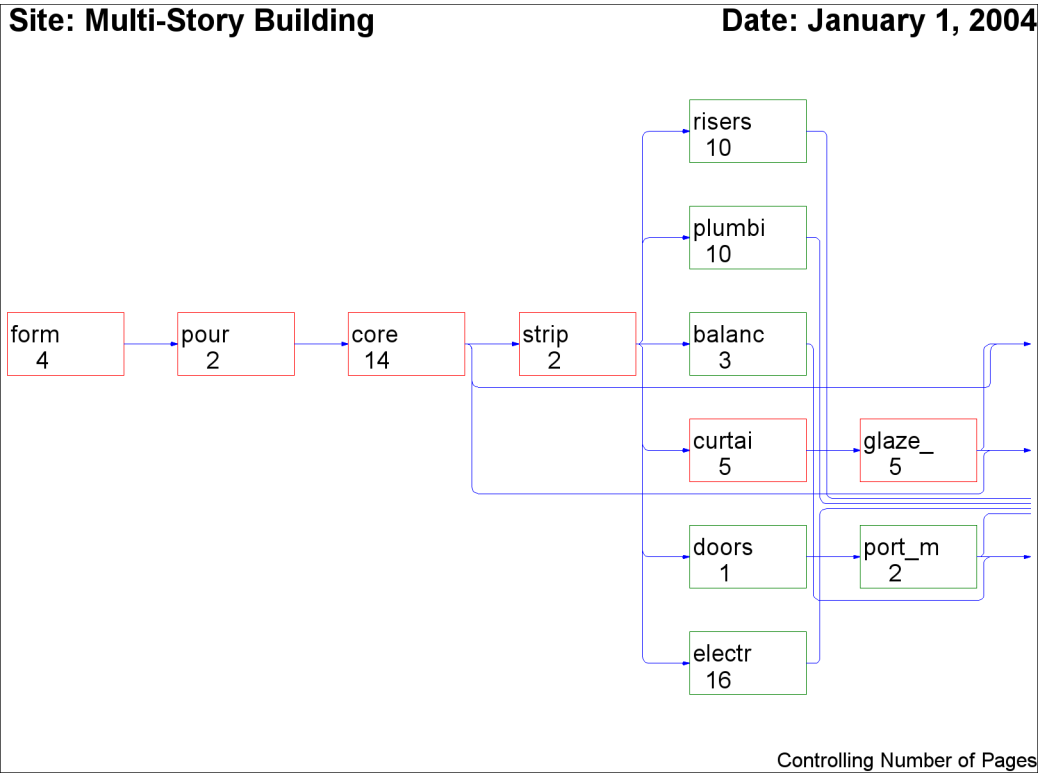 Site: Multi-Story Building
Date: January 1, 2004
risers
10
plumbi
10
form
4
pour
2
core
14
strip
2
balanc
3
curtai
5
glaze_
5
doors
1
port_m
2
electr
16
Controlling Number of Pages